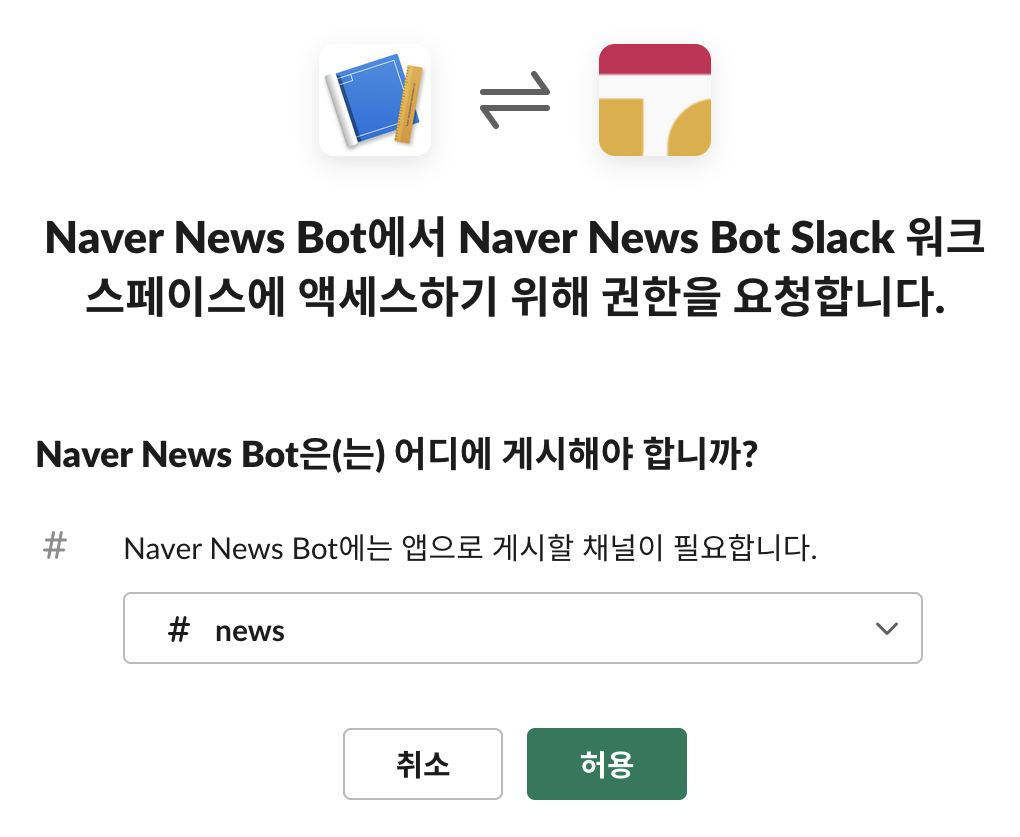 Naver News Bot에서 Naver News Bot Slack 워크
스페이스에 액세스하기 위해 권한을 요청합니다.
Naver News Bot은(는) 어디에 게시해야 합니까?
# Naver News Bot에는 앱으로 게시할 채널이 필요합니다.
# news
취소 허용